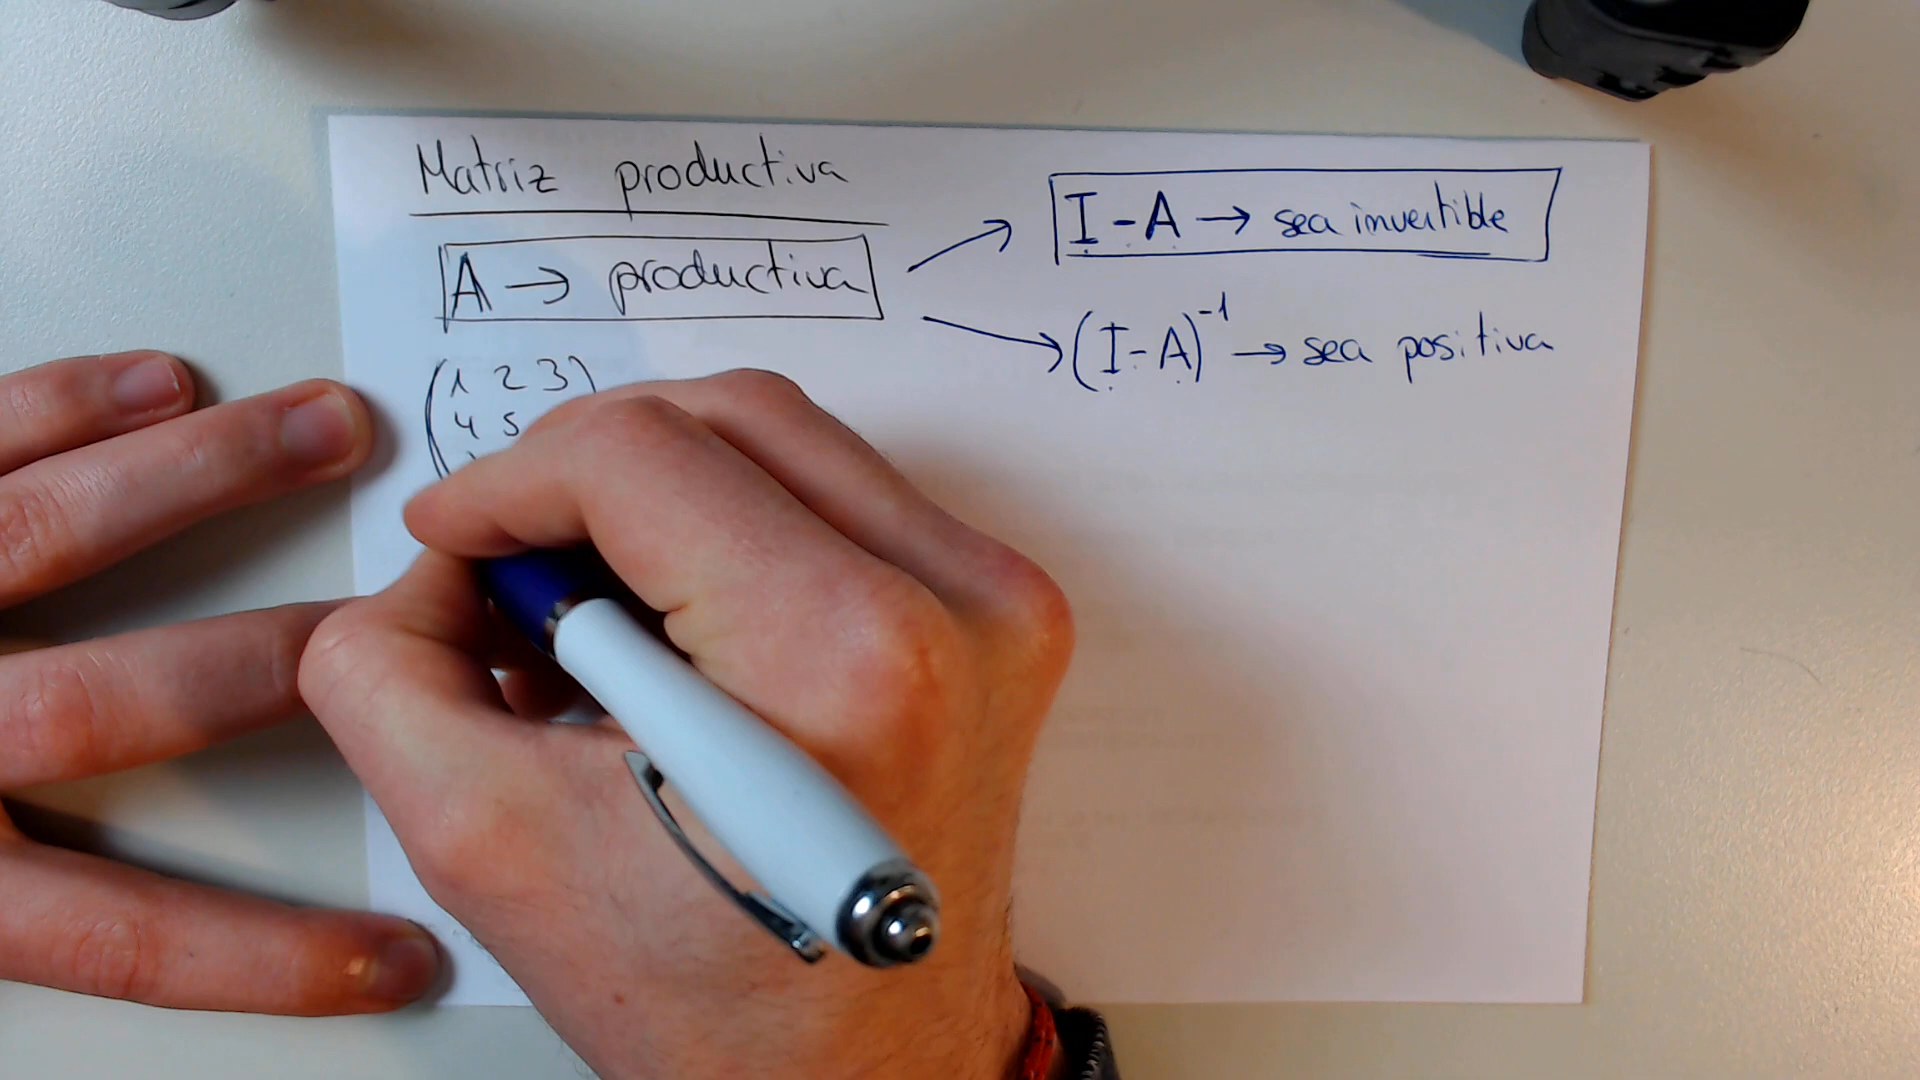 Matriz productiva
A → productiva
I - A → sea invertible
(I - A)⁻¹ → sea positiva
1 2 3
4 5